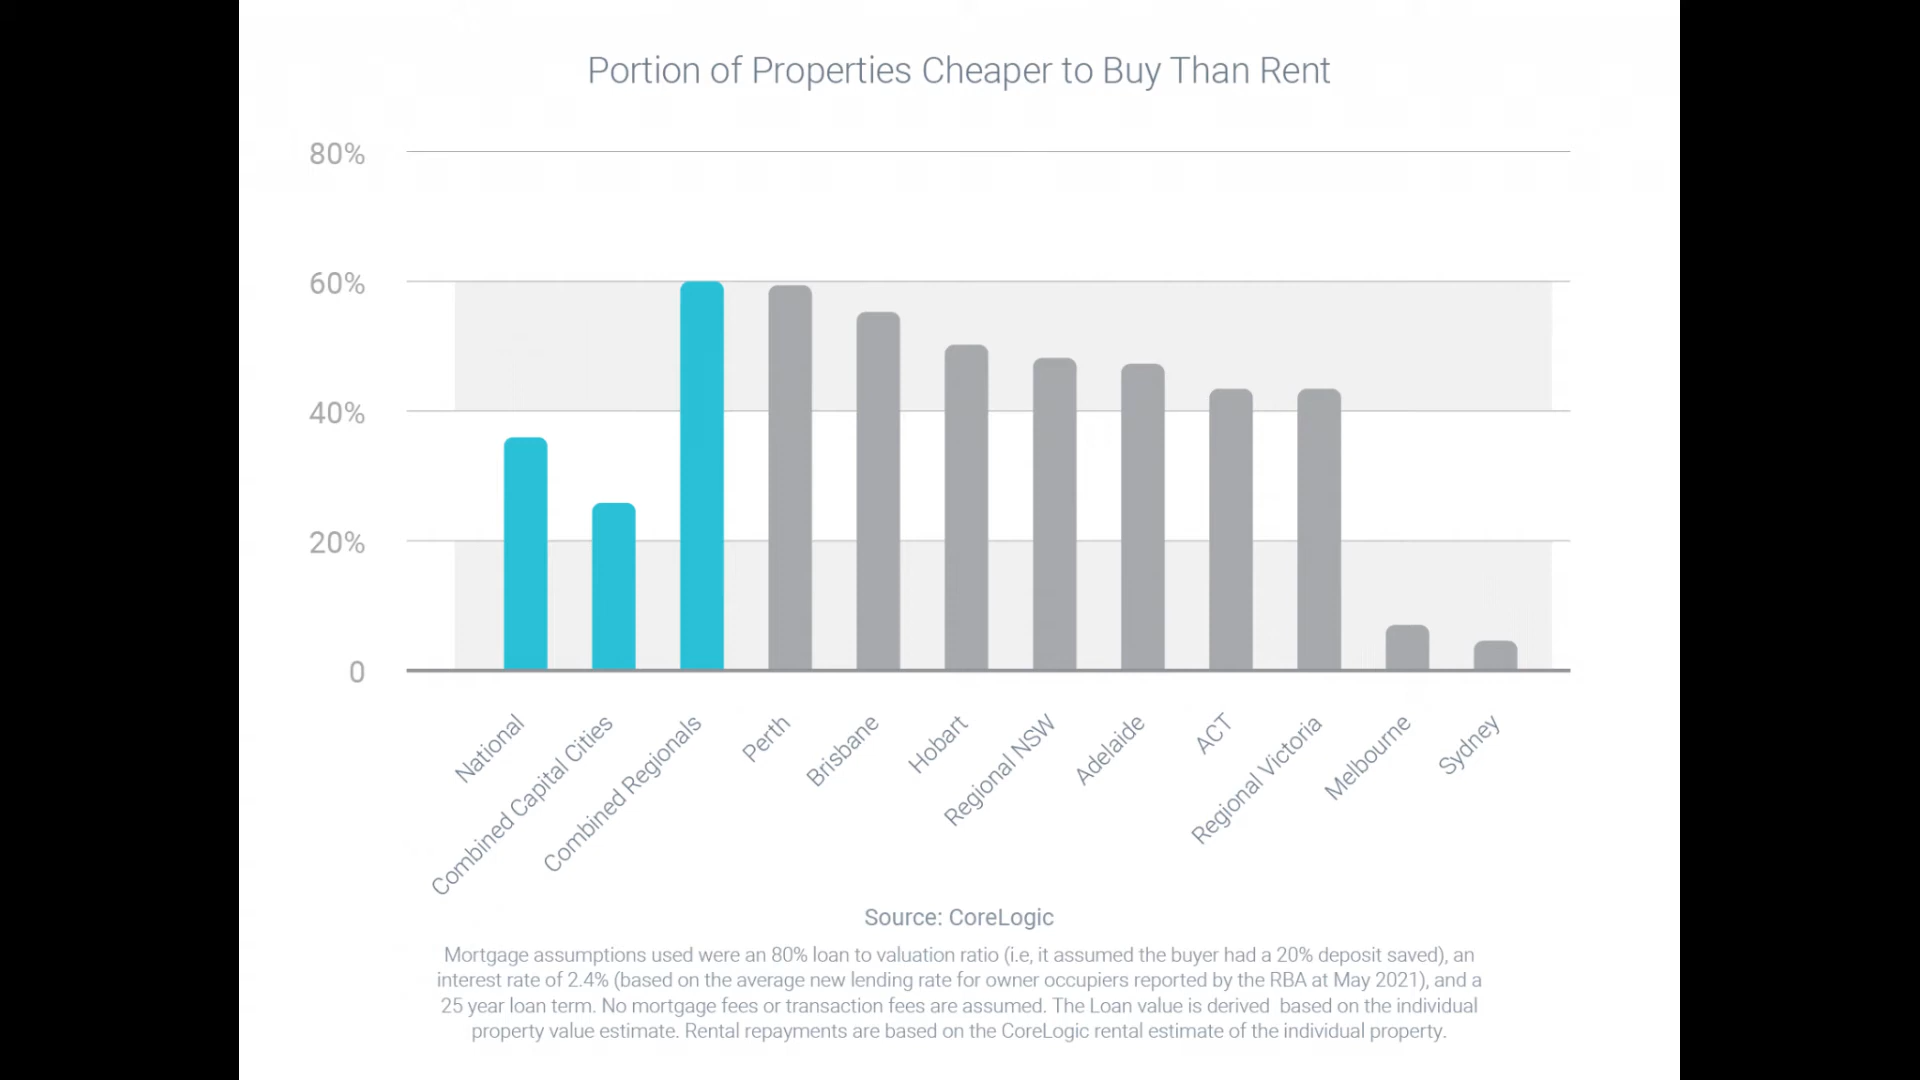 Portion of Properties Cheaper to Buy Than Rent
80%
60%
40%
20%
0
National
Combined Capital Cities
Combined Regionals
Perth
Brisbane
Hobart
Regional NSW
Adelaide
ACT
Regional Victoria
Melbourne
Sydney
Source: CoreLogic
Mortgage assumptions used were an 80% loan to valuation ratio (i.e, it assumed the buyer had a 20% deposit saved), an
interest rate of 2.4% (based on the average new lending rate for owner occupiers reported by the RBA at May 2021), and a
25 year loan term. No mortgage fees or transaction fees are assumed. The Loan value is derived  based on the individual
property value estimate. Rental repayments are based on the CoreLogic rental estimate of the individual property.